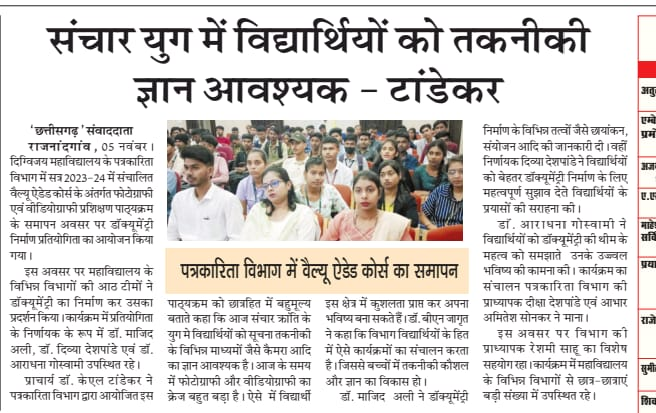 संचार युग में विद्यार्थियों को तकनीकी
ज्ञान आवश्यक – टांडेकर
‘छत्तीसगढ़’ संवाददाता
राजनांदगांव, 05 नवंबर।
दिग्विजय महाविद्यालय के पत्रकारिता
विभाग में सत्र 2023-24 में संचालित
वैल्यू ऐडेड कोर्स के अंतर्गत फोटोग्राफी
एवं वीडियोग्राफी प्रशिक्षण पाठ्यक्रम
के समापन अवसर पर डॉक्यूमेंट्री
निर्माण प्रतियोगिता का आयोजन किया
गया।
इस अवसर पर महाविद्यालय के
विभिन्न विभागों की आठ टीमों ने
डॉक्यूमेंट्री का निर्माण कर उसका
प्रदर्शन किया। कार्यक्रम में प्रतियोगिता
के निर्णायक के रूप में डॉ. माजिद
अली, डॉ. दिव्या देशपांडे एवं डॉ.
आराधना गोस्वामी उपस्थित रहे।
प्राचार्य डॉ. केएल टांडेकर ने
पत्रकारिता विभाग द्वारा आयोजित इस
पत्रकारिता विभाग में वैल्यू ऐडेड कोर्स का समापन
पाठ्यक्रम को छात्रहित में बहुमूल्य
बताते कहा कि आज संचार क्रांति के
युग मे विद्यार्थियों को सूचना तकनीकी
के विभिन्न माध्यमों जैसे कैमरा आदि
का ज्ञान आवश्यक है। आज के समय
में फोटोग्राफी और वीडियोग्राफी का
क्रेज बहुत बड़ा है। ऐसे में विद्यार्थी
इस क्षेत्र में कुशलता प्राप्त कर अपना
भविष्य बना सकते हैं। डॉ. बीएन जागृत
ने कहा कि विभाग विद्यार्थियों के हित
में ऐसे कार्यक्रमों का संचालन करता
है। जिससे बच्चों में तकनीकी कौशल
और ज्ञान का विकास हो।
डॉ. माजिद अली ने डॉक्यूमेंट्री
निर्माण के विभिन्न तत्वों जैसे छायांकन,
संयोजन आदि की जानकारी दी। वहीं
निर्णायक दिव्या देशपांडे ने विद्यार्थियों
को बेहतर डॉक्यूमेंट्री निर्माण के लिए
महत्वपूर्ण सुझाव देते विद्यार्थियों के
प्रयासों की सराहना की।
डॉ. आराधना गोस्वामी ने
विद्यार्थियों को डॉक्यूमेंट्री की थीम के
महत्व को समझाते उनके उज्ज्वल
भविष्य की कामना की। कार्यक्रम का
संचालन पत्रकारिता विभाग की
प्राध्यापक दीक्षा देशपांडे एवं आभार
अमितेश सोनकर ने माना।
इस अवसर पर विभाग की
प्राध्यापक रेशमी साहू का विशेष
सहयोग रहा। कार्यक्रम में महाविद्यालय
के विभिन्न विभागों से छात्र-छात्राएं
बड़ी संख्या में उपस्थित रहे।